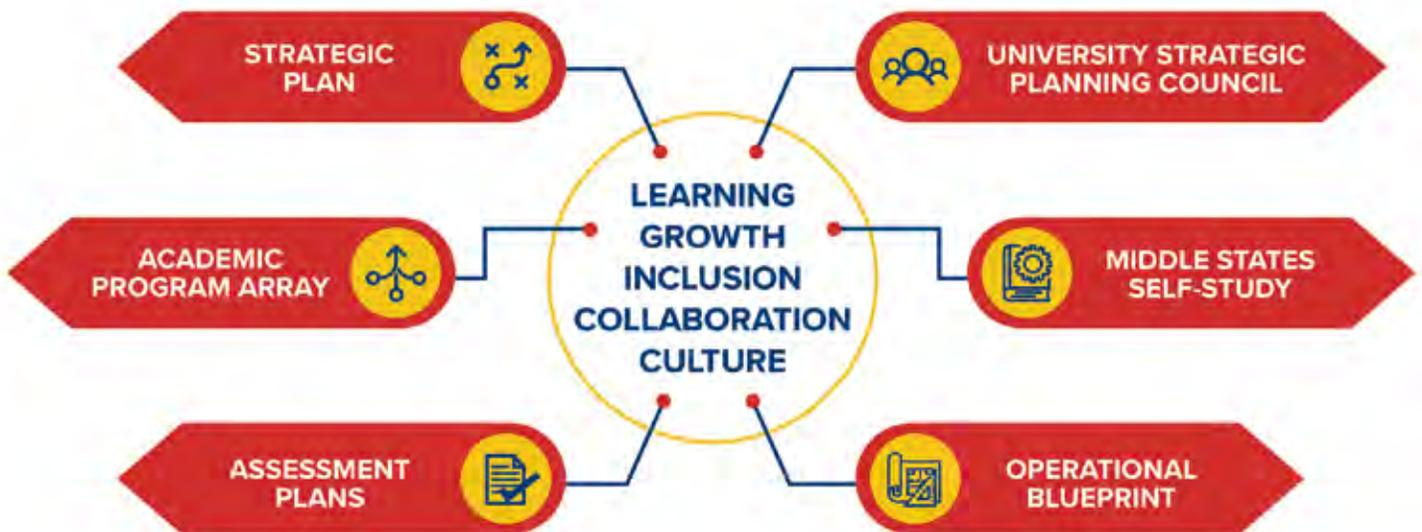 STRATEGIC
PLAN
UNIVERSITY STRATEGIC
PLANNING COUNCIL
LEARNING
GROWTH
INCLUSION
COLLABORATION
CULTURE
ACADEMIC
PROGRAM ARRAY
MIDDLE STATES
SELF-STUDY
ASSESSMENT
PLANS
OPERATIONAL
BLUEPRINT